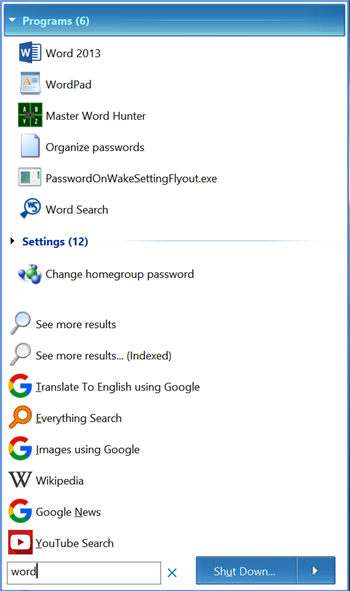 Programs (6)
Word 2013
WordPad
Master Word Hunter
Organize passwords
PasswordOnWakeSettingFlyout.exe
Word Search
Settings (12)
Change homegroup password
See more results
See more results... (Indexed)
Translate To English using Google
Everything Search
Images using Google
Wikipedia
Google News
YouTube Search
word
Shut Down...